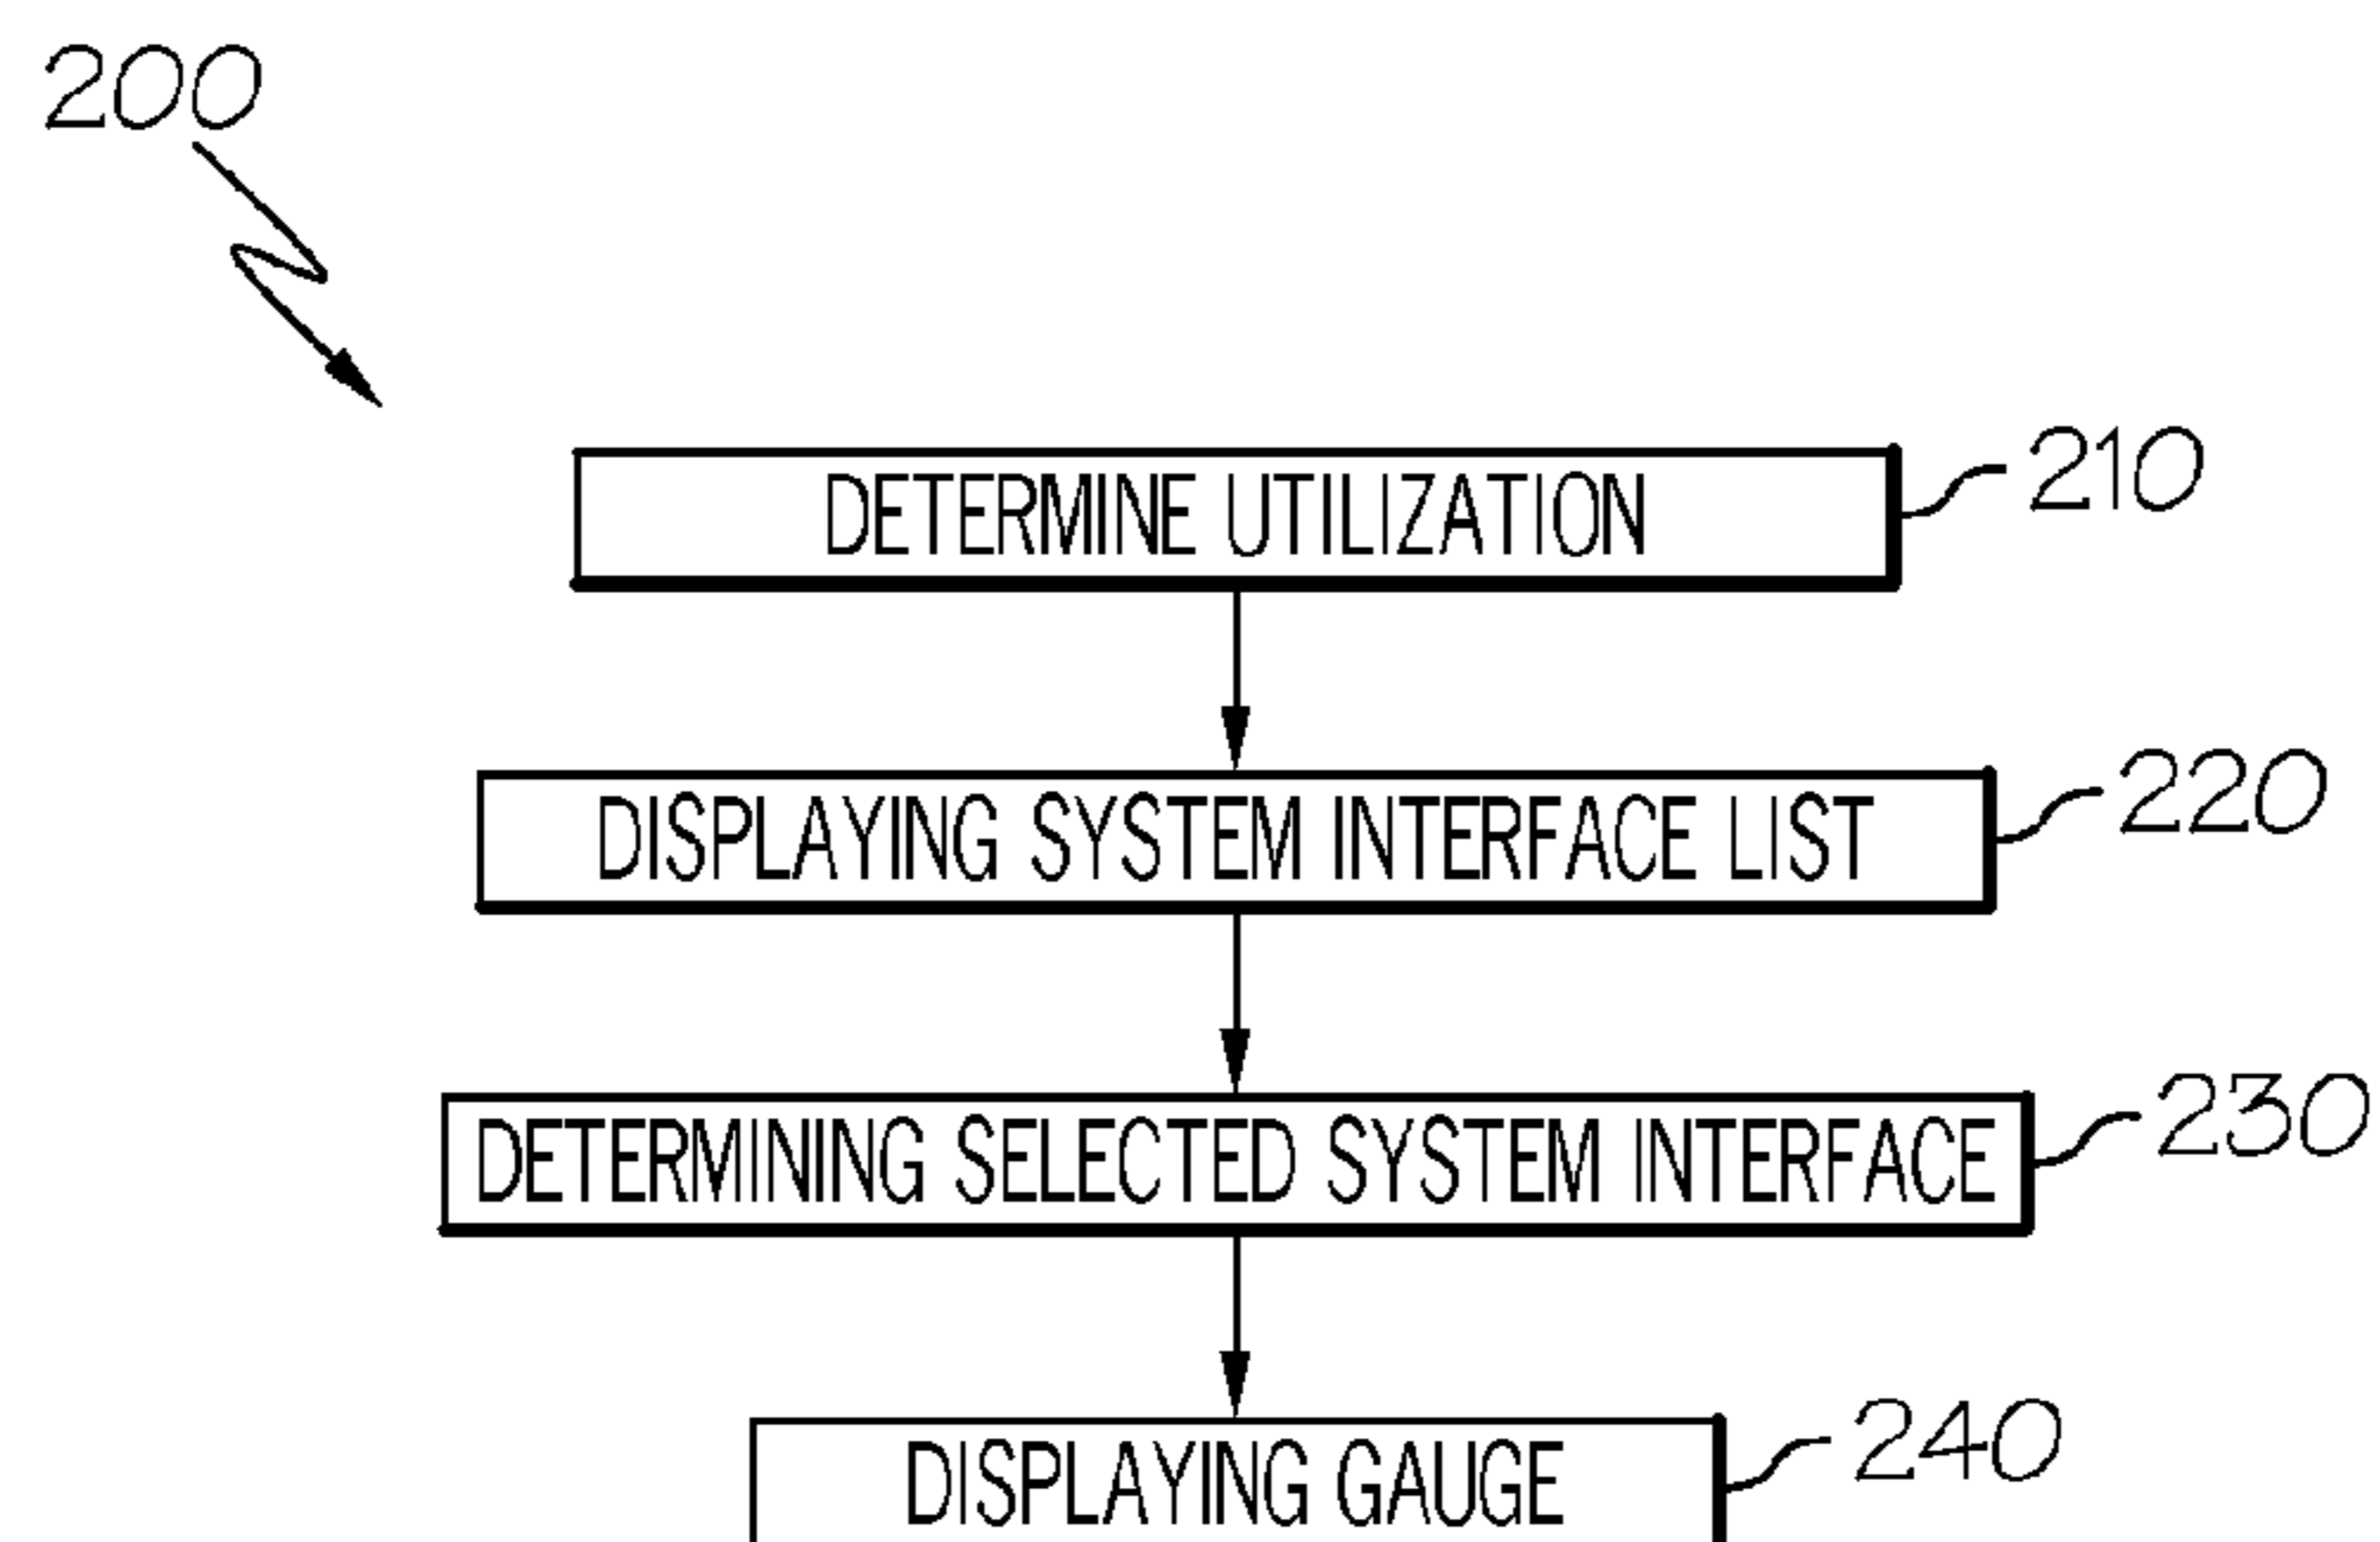 200
DETERMINE UTILIZATION 210
DISPLAYING SYSTEM INTERFACE LIST 220
DETERMINING SELECTED SYSTEM INTERFACE 230
DISPLAYING GAUGE 240